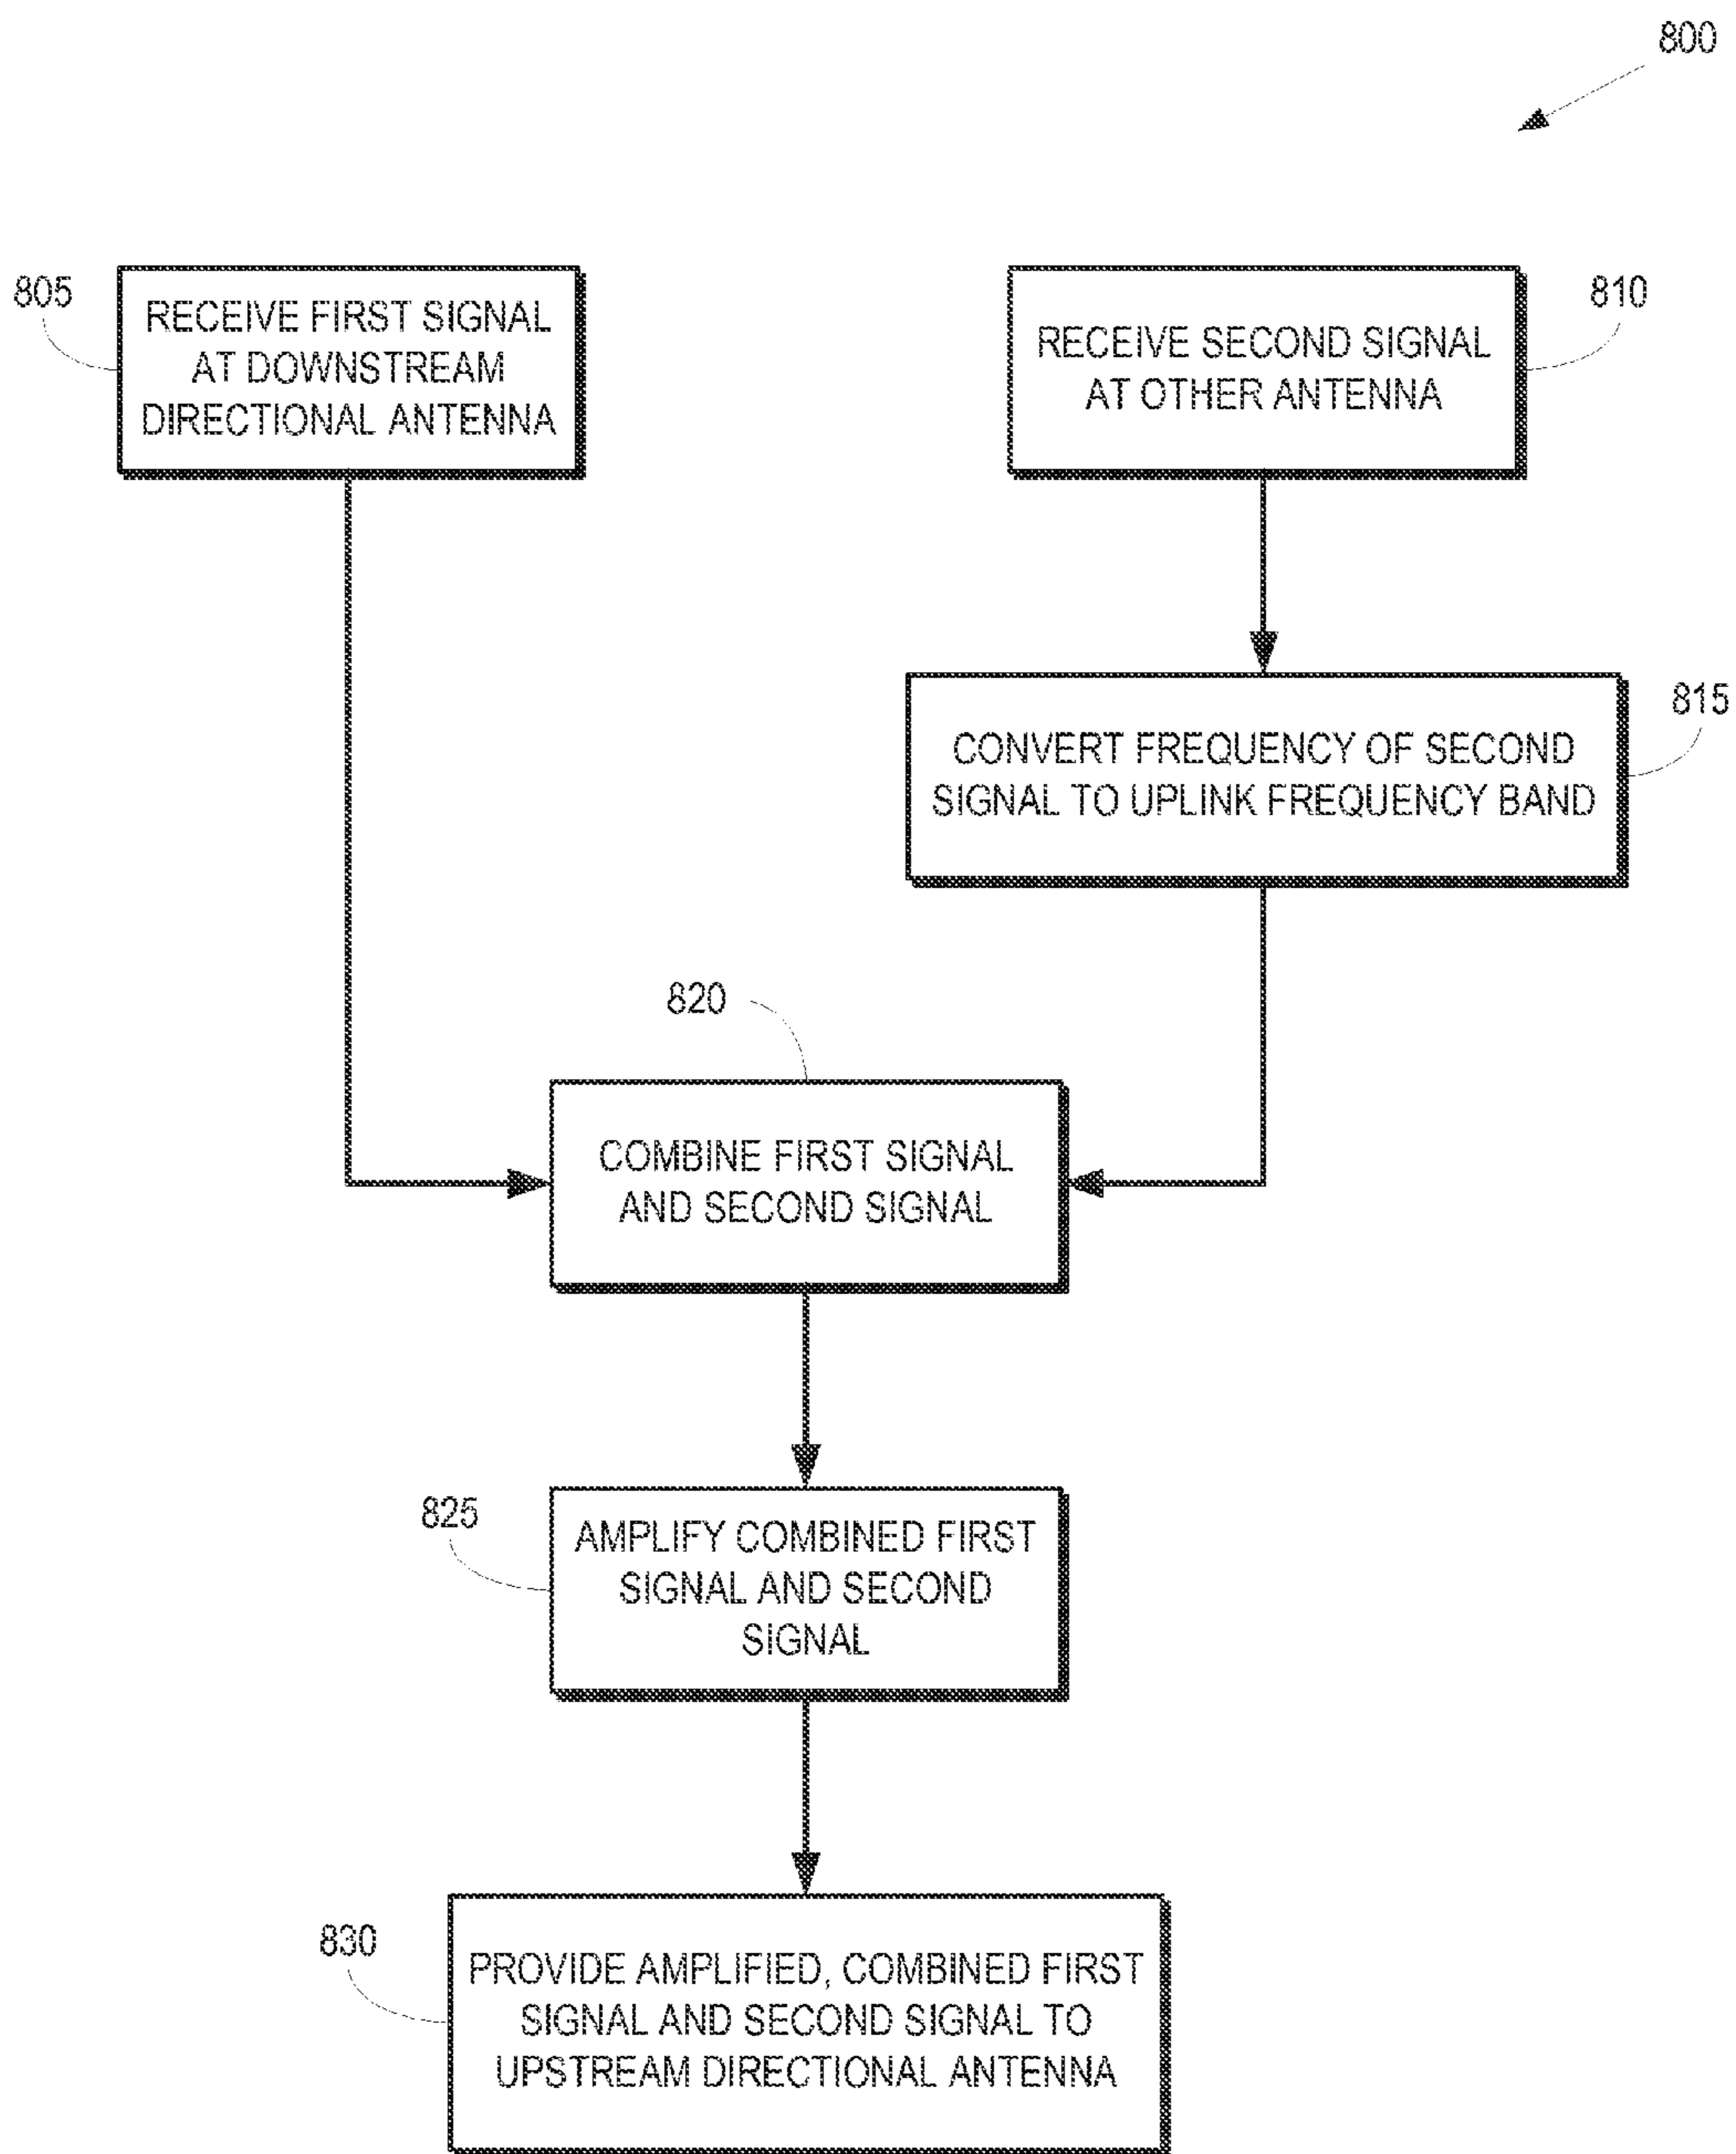 800
805
RECEIVE FIRST SIGNAL
AT DOWNSTREAM
DIRECTIONAL ANTENNA
810
RECEIVE SECOND SIGNAL
AT OTHER ANTENNA
815
CONVERT FREQUENCY OF SECOND
SIGNAL TO UPLINK FREQUENCY BAND
820
COMBINE FIRST SIGNAL
AND SECOND SIGNAL
825
AMPLIFY COMBINED FIRST
SIGNAL AND SECOND
SIGNAL
830
PROVIDE AMPLIFIED, COMBINED FIRST
SIGNAL AND SECOND SIGNAL TO
UPSTREAM DIRECTIONAL ANTENNA